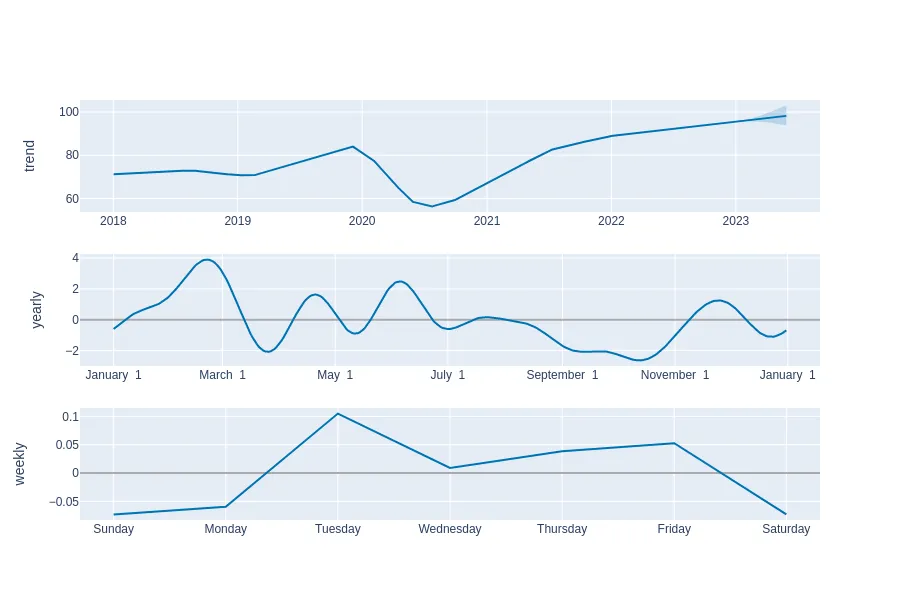 trend
100
80
60
2018 2019 2020 2021 2022 2023
yearly
4
2
0
−2
January 1 March 1 May 1 July 1 September 1 November 1 January 1
weekly
0.1
0.05
0
−0.05
Sunday Monday Tuesday Wednesday Thursday Friday Saturday